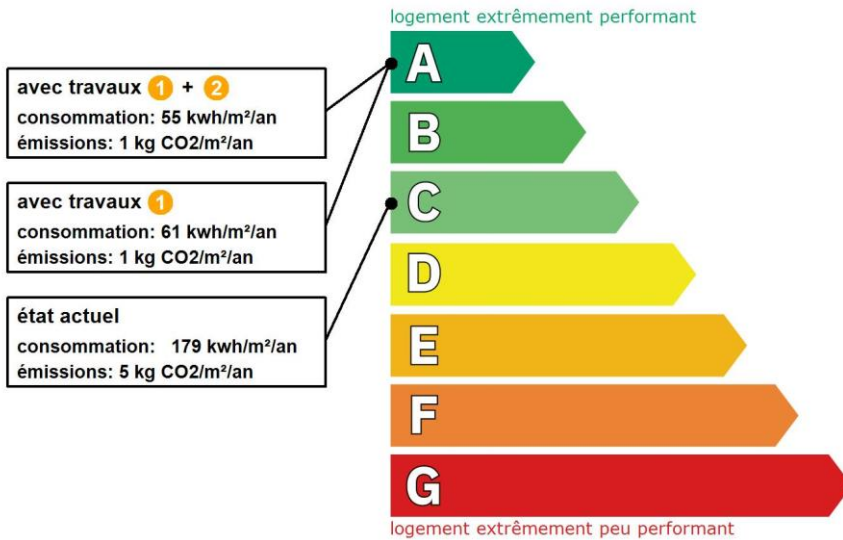 logement extrêmement performant
avec travaux 1 + 2
consommation: 55 kwh/m²/an
émissions: 1 kg CO2/m²/an
avec travaux 1
consommation: 61 kwh/m²/an
émissions: 1 kg CO2/m²/an
état actuel
consommation: 179 kwh/m²/an
émissions: 5 kg CO2/m²/an
A
B
C
D
E
F
G
logement extrêmement peu performant